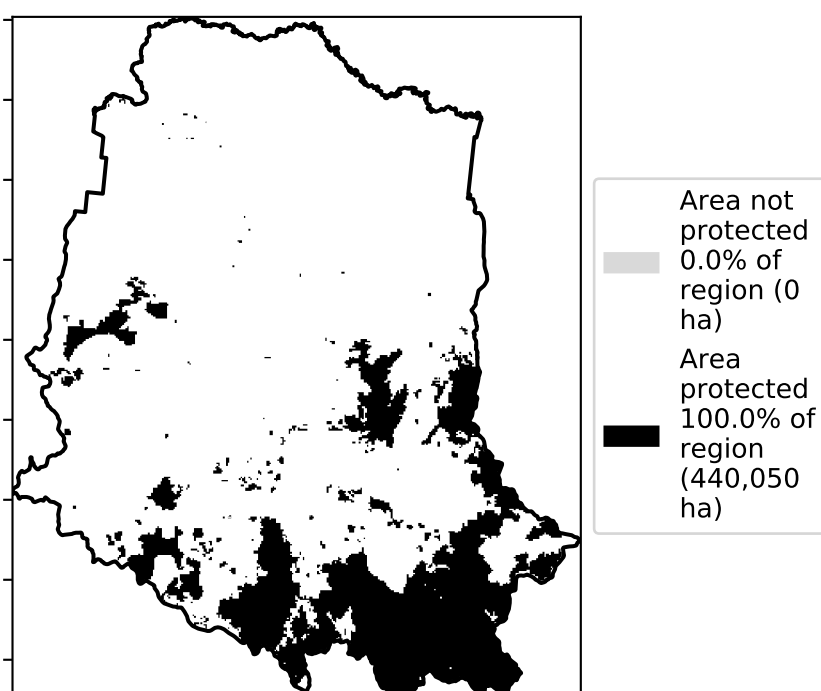 Area not
protected
0.0% of
region (0
ha)
Area
protected
100.0% of
region
(440,050
ha)